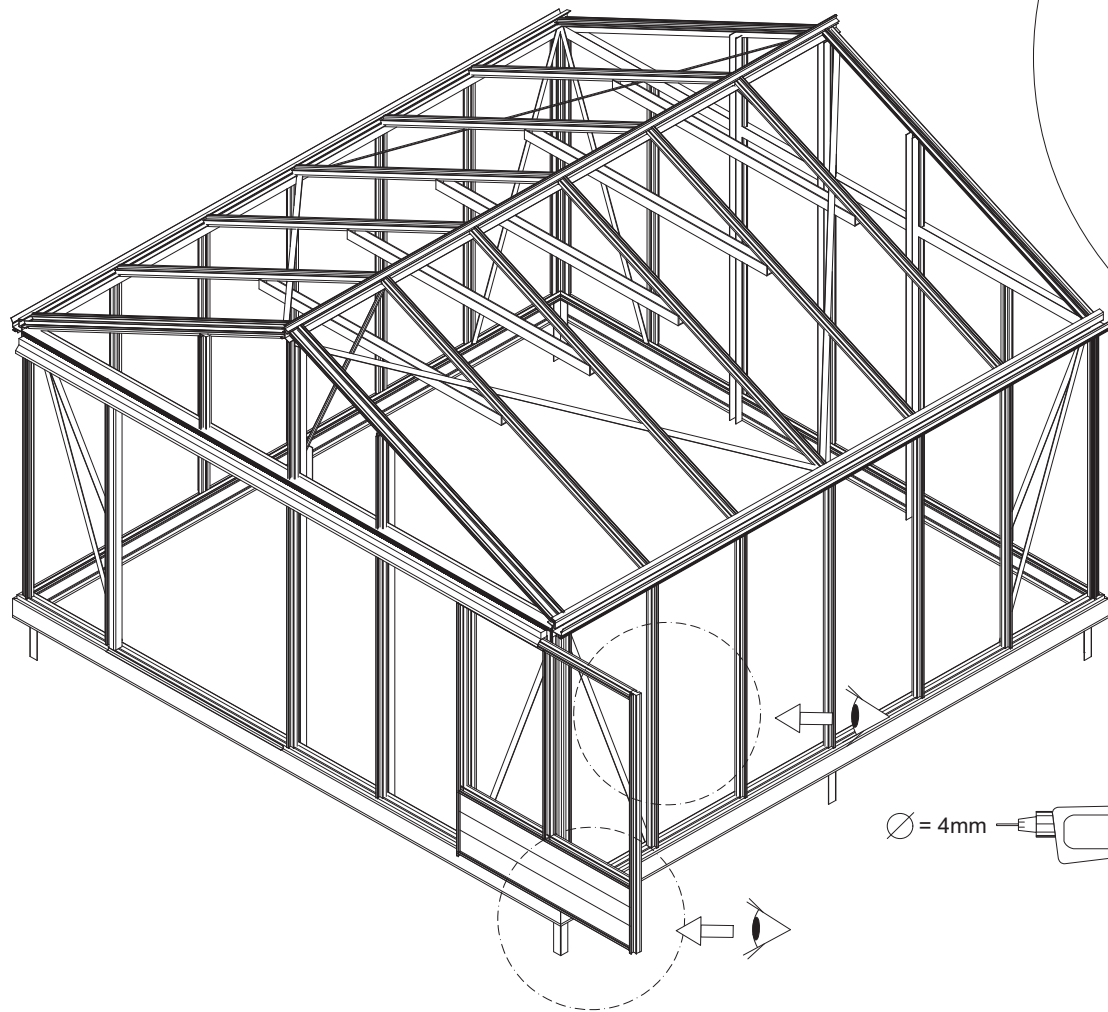 ∅ = 4mm